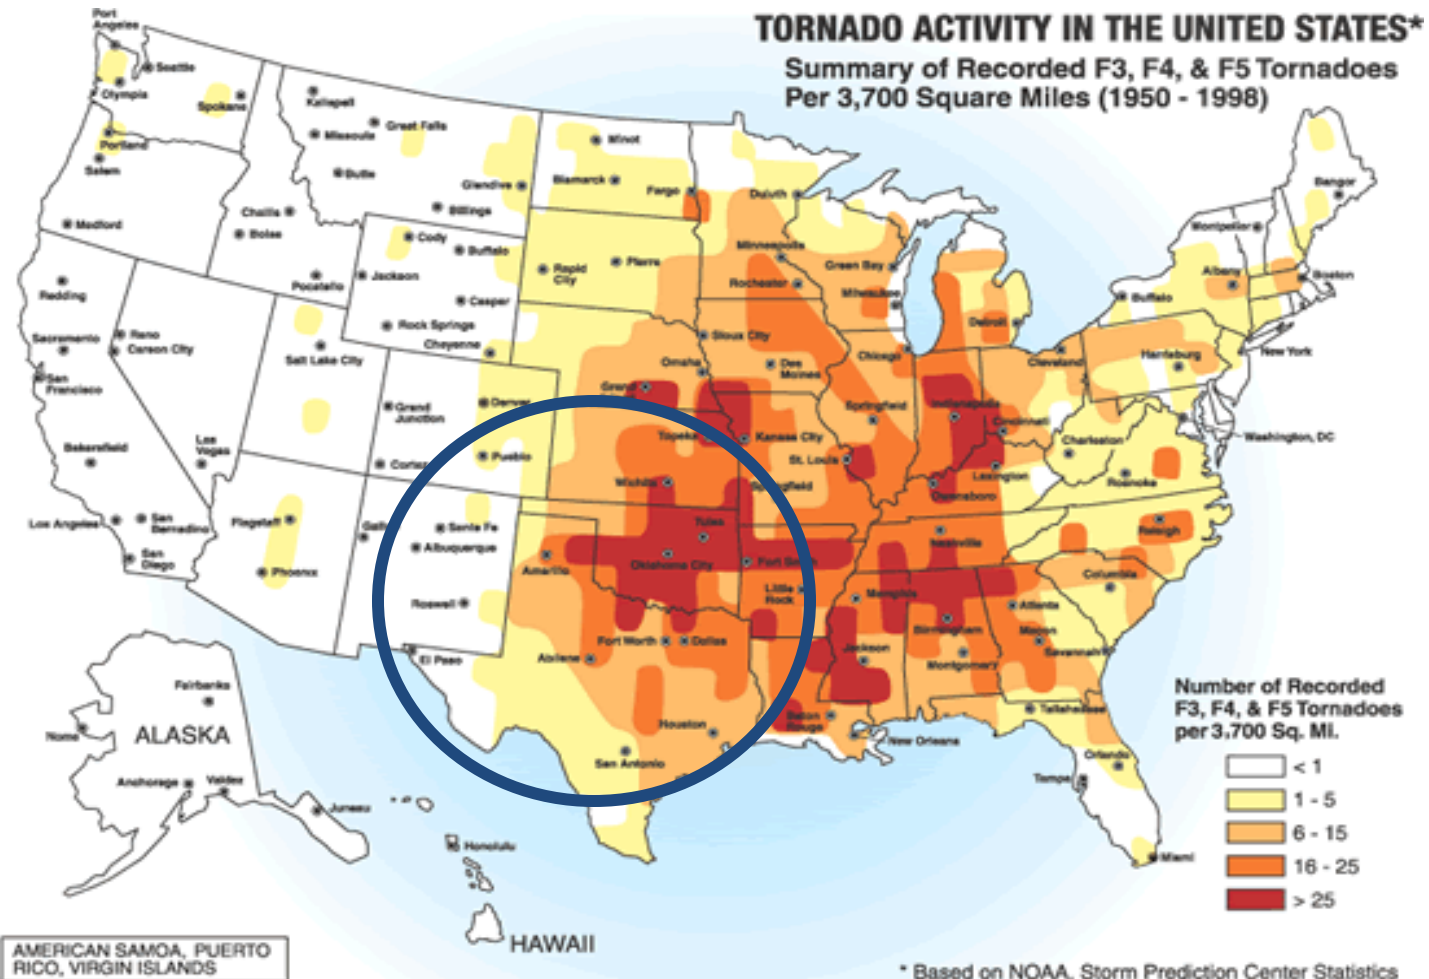 TORNADO ACTIVITY IN THE UNITED STATES*
Summary of Recorded F3, F4, & F5 Tornadoes
Per 3,700 Square Miles (1950 - 1998)
Port
Angeles
Seattle
Olympia
Spokane
Portland
Salem
Medford
Kalispell
Missoula
Great Falls
Butte
Glendive
Billings
Challis
Boise
Pocatello
Cody
Buffalo
Jackson
Casper
Rock Springs
Cheyenne
Minot
Bismarck
Fargo
Duluth
Rapid
City
Pierre
Minneapolis
Rochester
Green Bay
Milwaukee
Detroit
Bangor
Montpelier
Albany
Boston
Buffalo
Redding
Sacramento
San
Francisco
Reno
Carson City
Salt Lake City
Sioux City
Omaha
Des
Moines
Chicago
Cleveland
Harrisburg
New York
Grand
Junction
Denver
Grand
Springfield
Indianapolis
Cincinnati
Charleston
Washington, DC
Bakersfield
Las
Vegas
Cortez
Pueblo
Topeka
Kansas City
St. Louis
Lexington
Roanoke
Wichita
Springfield
Owensboro
Los Angeles
San
Bernadino
San
Diego
Flagstaff
Phoenix
Gallu
Santa Fe
Albuquerque
Roswell
Tulsa
Oklahoma City
Amarillo
Fort Smith
Little
Rock
Nashville
Raleigh
Memphis
Columbia
Atlanta
Birmingham
Macon
Savannah
Montgomery
Jackson
El Paso
Abilene
Fort Worth
Dallas
Houston
San Antonio
Baton
Rouge
New Orleans
Tallahassee
Orlando
Tampa
Miami
Fairbanks
Nome
ALASKA
Anchorage
Valdez
Juneau
Honolulu
HAWAII
Number of Recorded
F3, F4, & F5 Tornadoes
per 3,700 Sq. Mi.
< 1
1 - 5
6 - 15
16 - 25
> 25
AMERICAN SAMOA, PUERTO
RICO, VIRGIN ISLANDS
* Based on NOAA, Storm Prediction Center Statistics